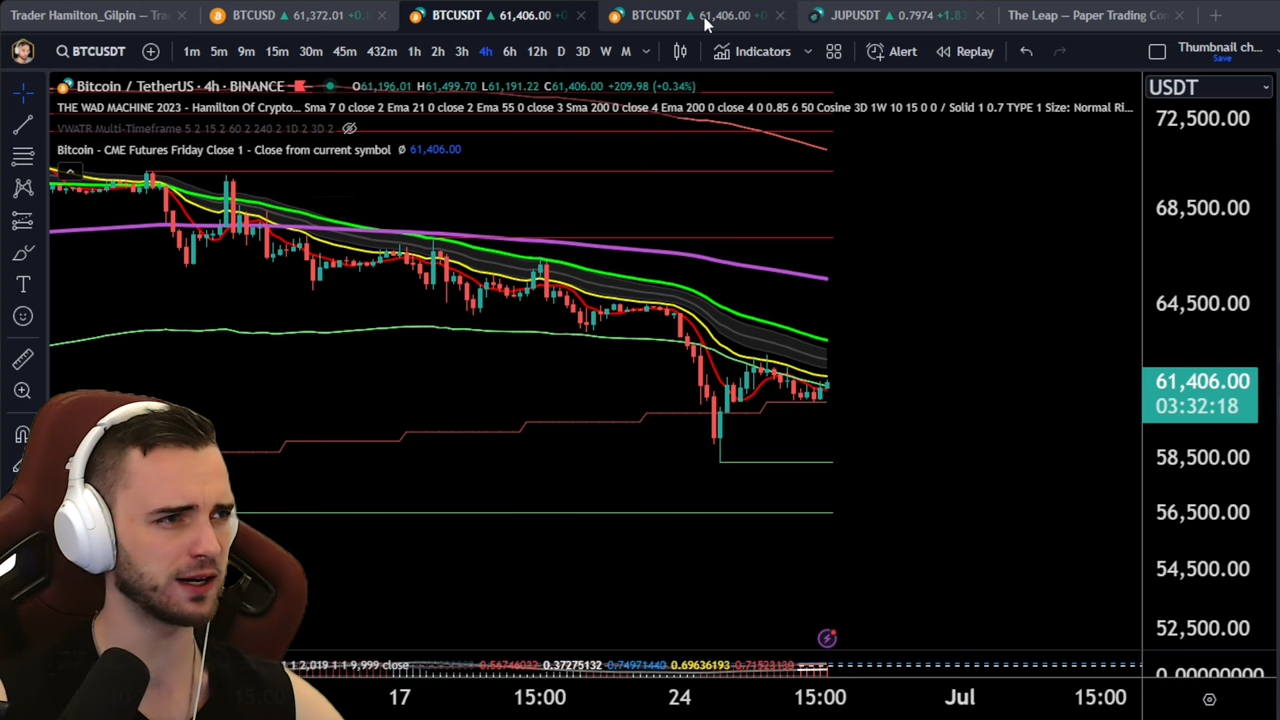 Trader Hamilton_Gilpin — Trad
BTCUSD ▲ 61,372.01 +0.
BTCUSDT ▲ 61,406.00 +0
BTCUSDT ▲ 61,406.00 +0
JUPUSDT ▲ 0.7974 +1.83
The Leap — Paper Trading Con
BTCUSDT
1m 5m 9m 15m 30m 45m 432m 1h 2h 3h 4h 6h 12h D 3D W M
Indicators
Alert
Replay
Thumbnail ch...
Save
Bitcoin / TetherUS · 4h · BINANCE
O61,196.01 H61,499.70 L61,191.22 C61,406.00 +209.98 (+0.34%)
USDT
THE WAD MACHINE 2023 - Hamilton Of Crypto... Sma 7 0 close 2 Ema 21 0 close 2 Ema 55 0 close 3 Sma 200 0 close 4 Ema 200 0 close 4 0 0.85 6 50 Cosine 3D 1W 10 15 0 0 / Solid 1 0.7 TYPE 1 Size: Normal Ri...
VWATR Multi-Timeframe 5 2 15 2 60 2 240 2 1D 2 3D 2
Bitcoin - CME Futures Friday Close 1 - Close from current symbol Ø 61,406.00
72,500.00
68,500.00
64,500.00
61,406.00
03:32:18
58,500.00
56,500.00
54,500.00
52,500.00
1 1 2,019 1 1 9,999 close 0.56746032 0.37275132 0.74971440 0.69636193 0.71523139
0.00000000
10 15:00 17 15:00 24 15:00 Jul 15:00